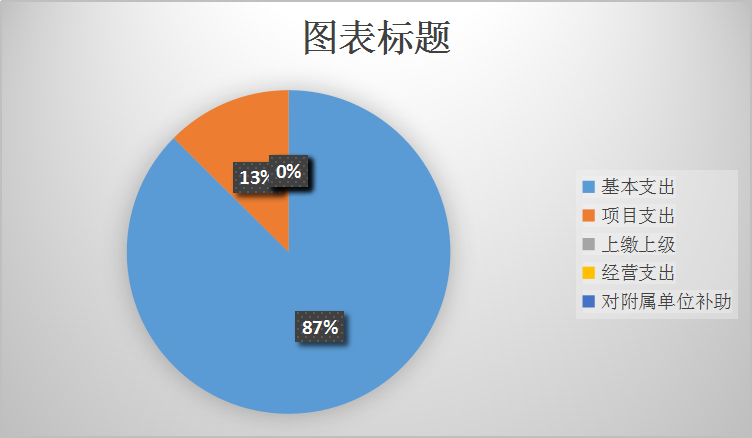 图表标题
13%
0%
87%
基本支出
项目支出
上缴上级
经营支出
对附属单位补助